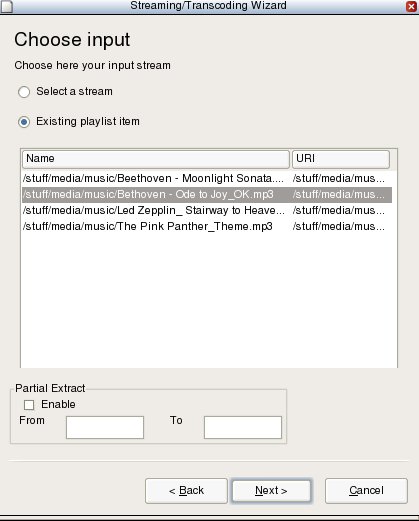 Streaming/Transcoding Wizard
Choose input
Choose here your input stream
Select a stream
Existing playlist item
Name URI
/stuff/media/music/Beethoven - Moonlight Sonata.... /stuff/media/mus...
/stuff/media/music/Bethoven - Ode to Joy_OK.mp3 /stuff/media/mus...
/stuff/media/music/Led Zepplin_ Stairway to Heave... /stuff/media/mus...
/stuff/media/music/The Pink Panther_Theme.mp3 /stuff/media/mus...
Partial Extract
Enable
From To
< Back Next > Cancel